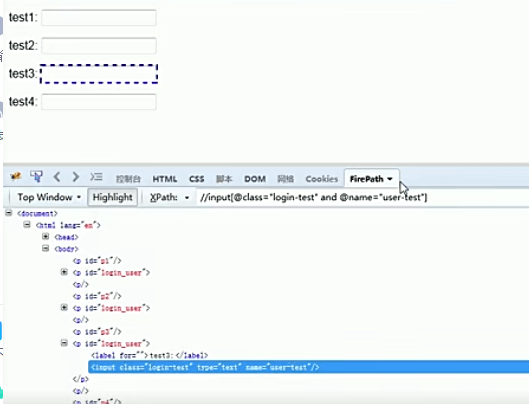 test1:
test2:
test3:
test4:
控制台 HTML CSS 脚本 DOM 网络 Cookies FirePath
Top Window Highlight XPath: //input[@class="login-test" and @name="user-test"]
<document>
<html lang="en">
<head>
<body>
<p id="p1"/>
<p id="login_user">
<p/>
<p id="p2"/>
<p id="login_user">
<p/>
<p id="p3"/>
<p id="login_user">
<label for="">test3:</label>
<input class="login-test" type="text" name="user-test"/>
</p>
<p/>
<p id="p4"/>